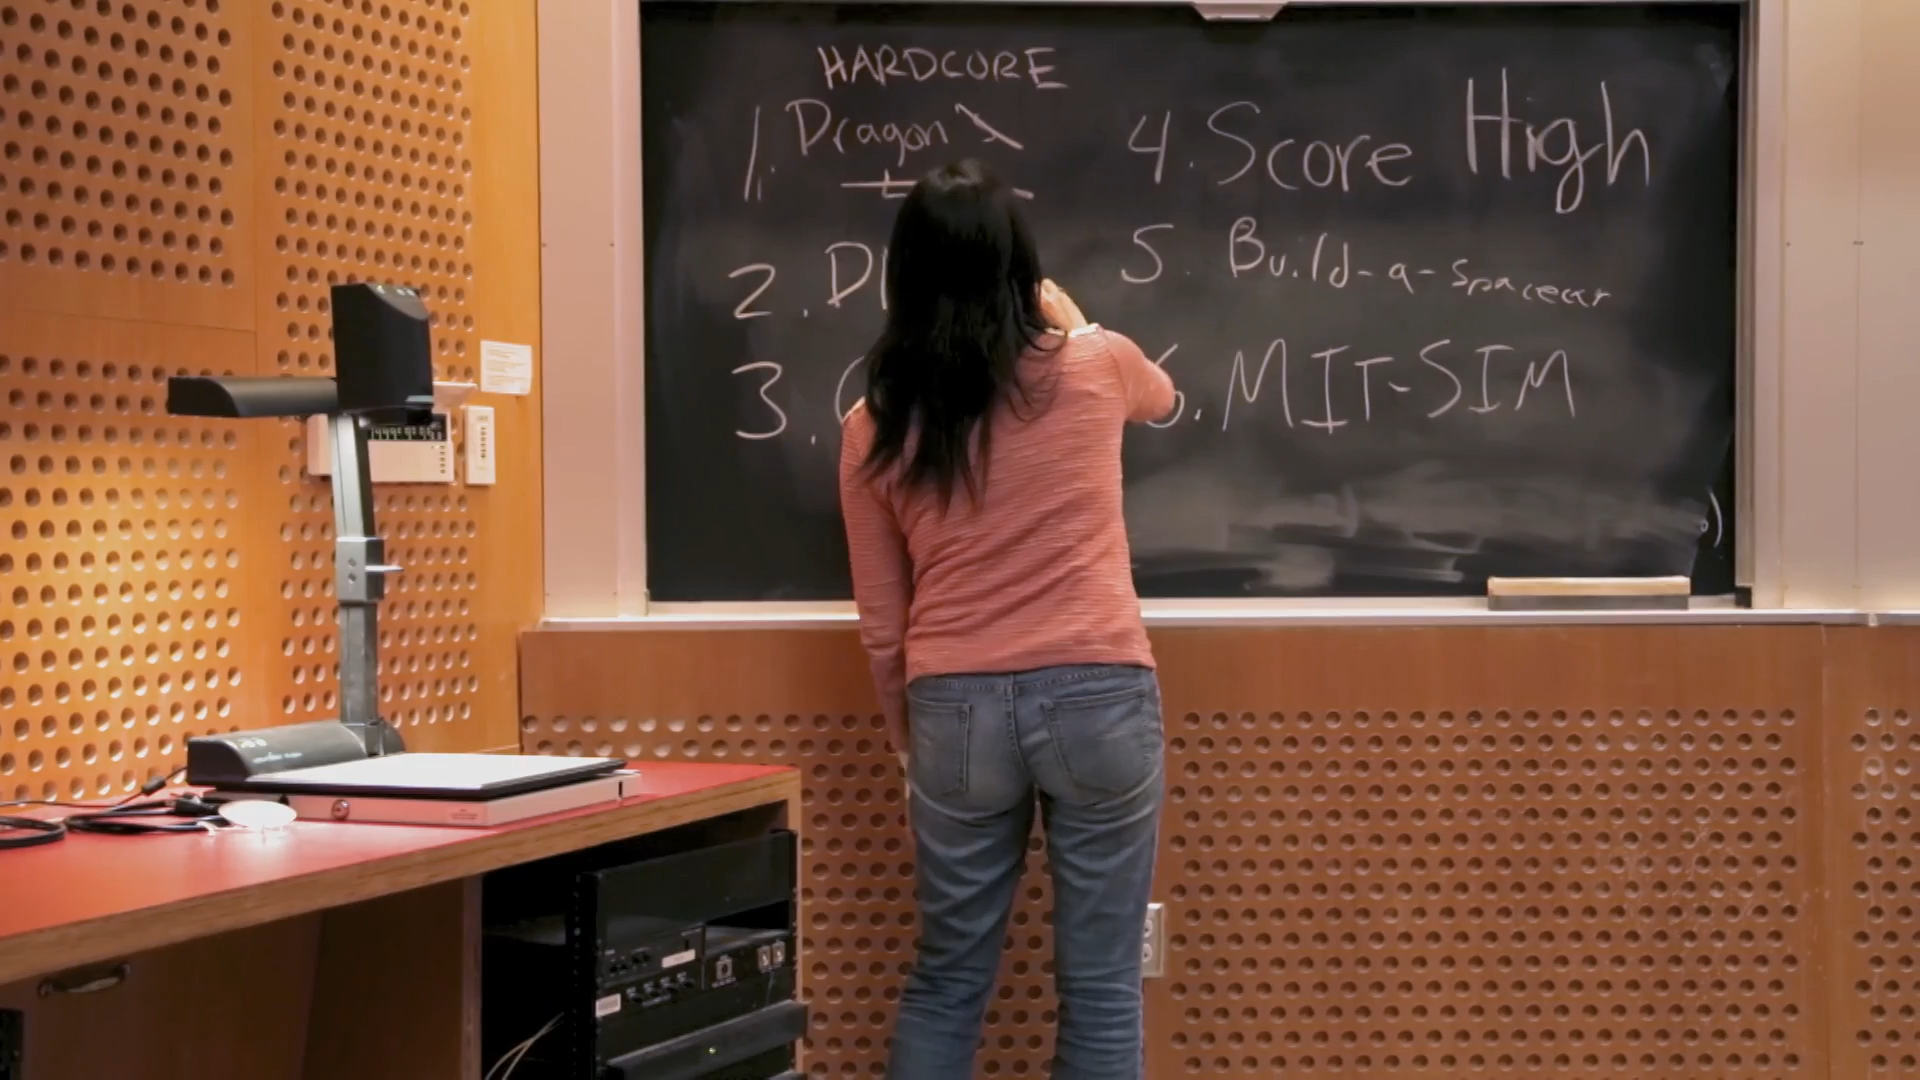 HARDCORE
1. Dragon
2. D
3.
4. Score High
5. Build-a-spacecar
6. MIT-SIM